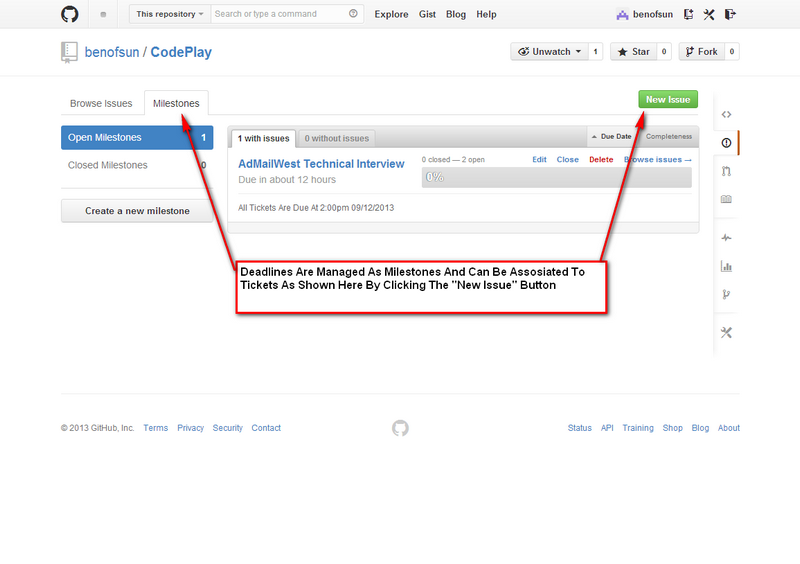 This repository Search or type a command Explore Gist Blog Help benofsun
benofsun / CodePlay Unwatch 1 Star 0 Fork 0
Browse Issues Milestones New Issue
Open Milestones 1
Closed Milestones 0
Create a new milestone
1 with issues 0 without issues Due Date Completeness
AdMailWest Technical Interview 0 closed — 2 open Edit Close Delete Browse issues →
Due in about 12 hours 0%
All Tickets Are Due At 2:00pm 09/12/2013
Deadlines Are Managed As Milestones And Can Be Assosiated To
Tickets As Shown Here By Clicking The "New Issue" Button
© 2013 GitHub, Inc. Terms Privacy Security Contact Status API Training Shop Blog About